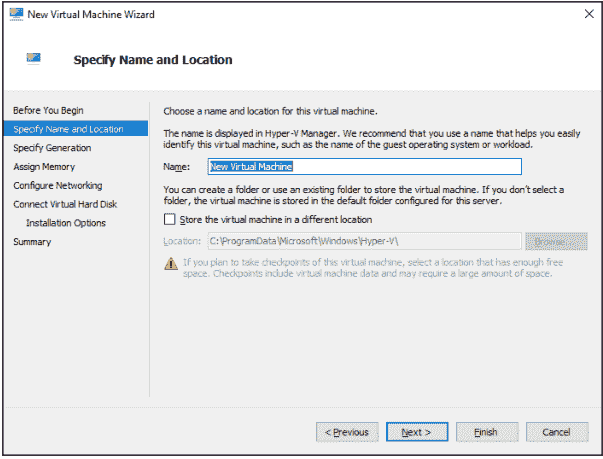 New Virtual Machine Wizard
Specify Name and Location
Before You Begin
Specify Name and Location
Specify Generation
Assign Memory
Configure Networking
Connect Virtual Hard Disk
Installation Options
Summary
Choose a name and location for this virtual machine.
The name is displayed in Hyper-V Manager. We recommend that you use a name that helps you easily
identify this virtual machine, such as the name of the guest operating system or workload.
Name: New Virtual Machine
You can create a folder or use an existing folder to store the virtual machine. If you don't select a
folder, the virtual machine is stored in the default folder configured for this server.
Store the virtual machine in a different location
Location: C:\ProgramData\Microsoft\Windows\Hyper-V\ Browse...
If you plan to take checkpoints of this virtual machine, select a location that has enough free
space. Checkpoints include virtual machine data and may require a large amount of space.
< Previous Next > Finish Cancel